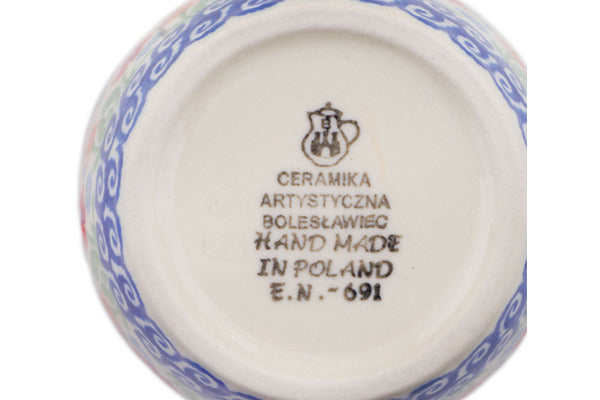 CERAMIKA
ARTYSTYCZNA
BOLESŁAWIEC
HAND MADE
IN POLAND
E.N.-691